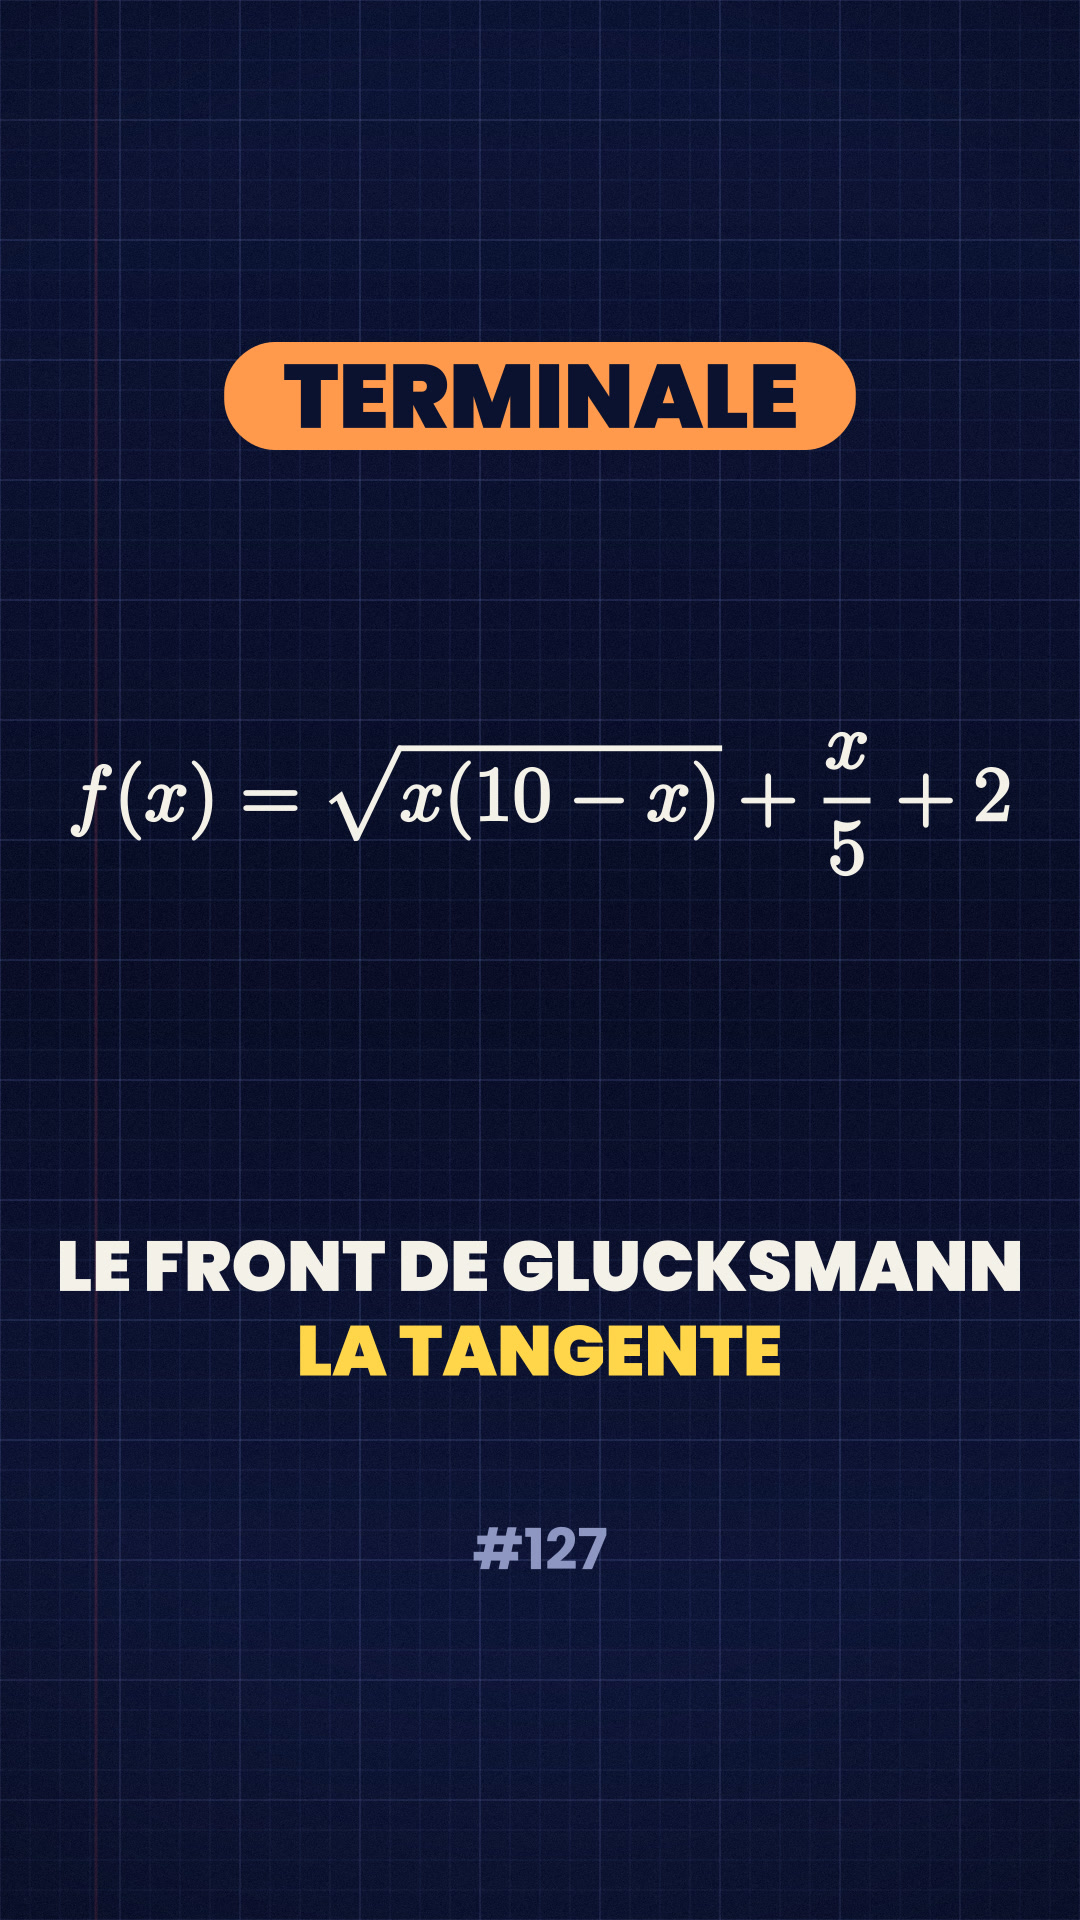 TERMINALE
f(x) = √(x(10 − x)) + x/5 + 2
LE FRONT DE GLUCKSMANN
LA TANGENTE
#127